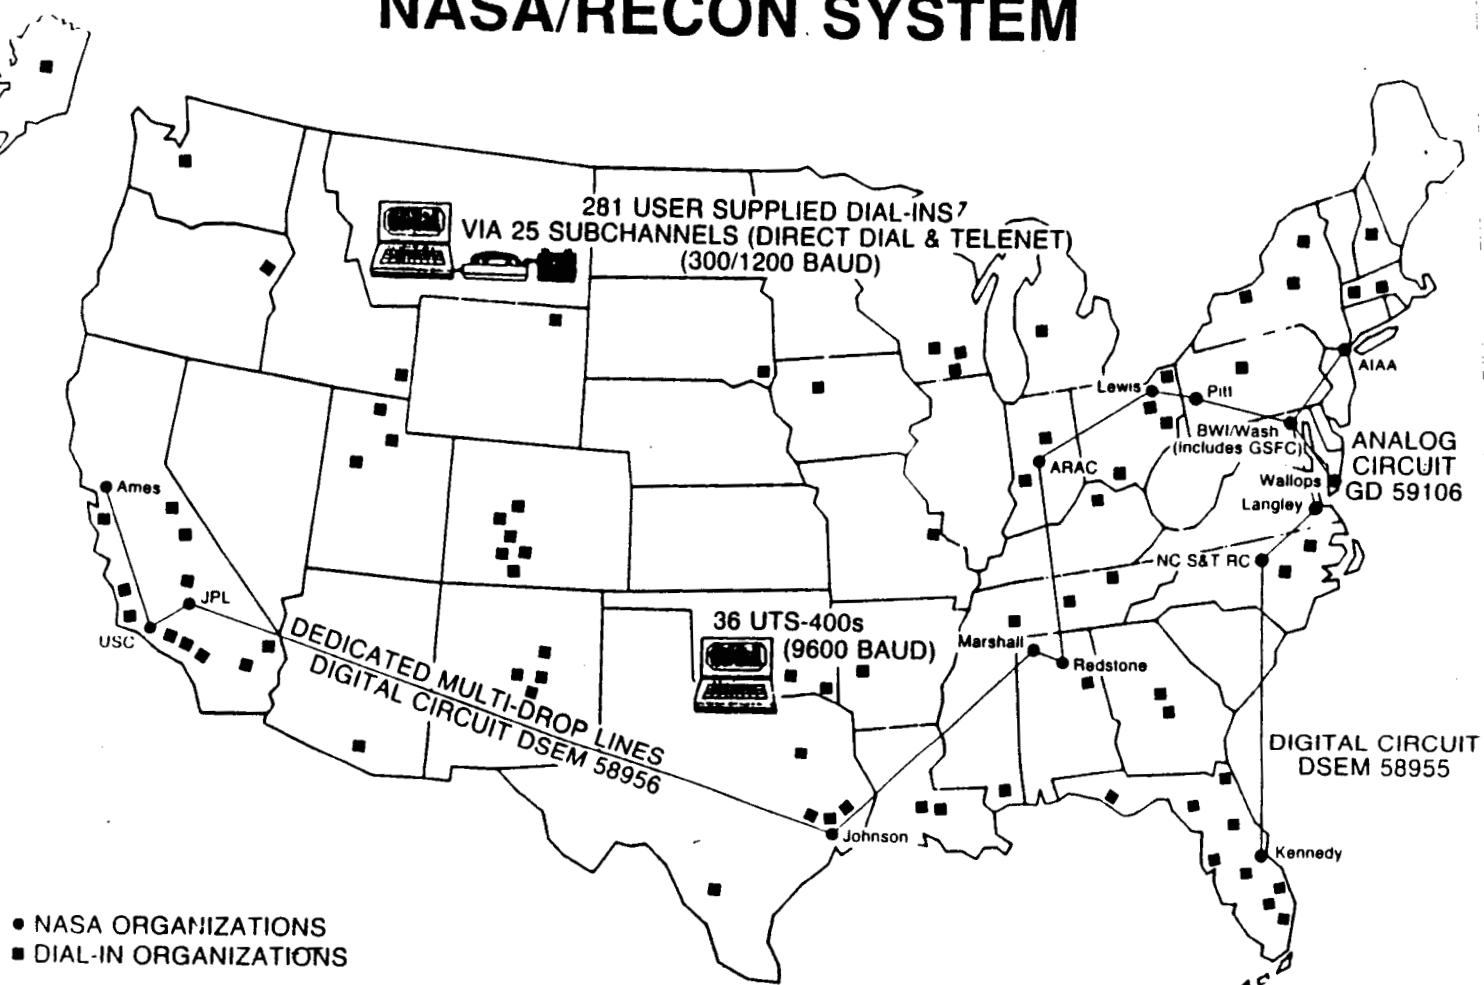 NASA/RECON SYSTEM
281 USER SUPPLIED DIAL-INS7
VIA 25 SUBCHANNELS (DIRECT DIAL & TELENET)
(300/1200 BAUD)
AIAA
Lewis
Pitt
BWI/Wash
(includes GSFC)
ANALOG
CIRCUIT
GD 59106
ARAC
Wallops
Langley
Ames
NC S&T RC
JPL
USC
36 UTS-400s
(9600 BAUD)
Marshall
Redstone
DEDICATED MULTI-DROP LINES
DIGITAL CIRCUIT DSEM 58956
DIGITAL CIRCUIT
DSEM 58955
Johnson
Kennedy
NASA ORGANIZATIONS
DIAL-IN ORGANIZATIONS